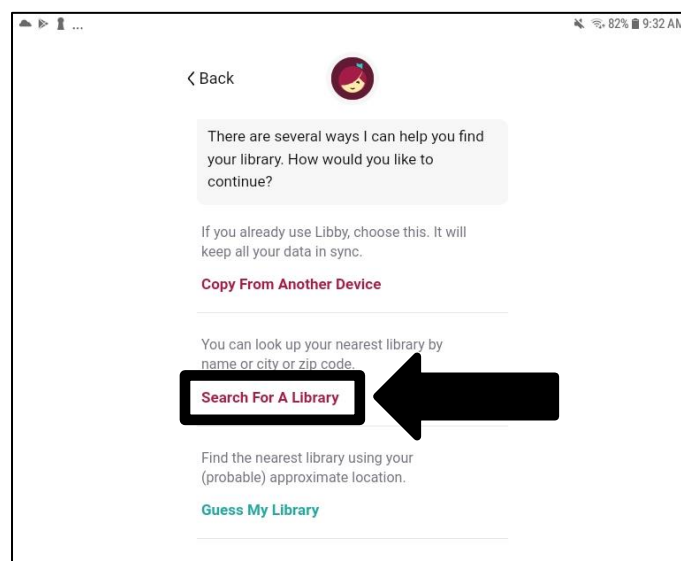 ... 82% 9:32 AM
Back
There are several ways I can help you find
your library. How would you like to
continue?
If you already use Libby, choose this. It will
keep all your data in sync.
Copy From Another Device
You can look up your nearest library by
name or city or zip code.
Search For A Library
Find the nearest library using your
(probable) approximate location.
Guess My Library